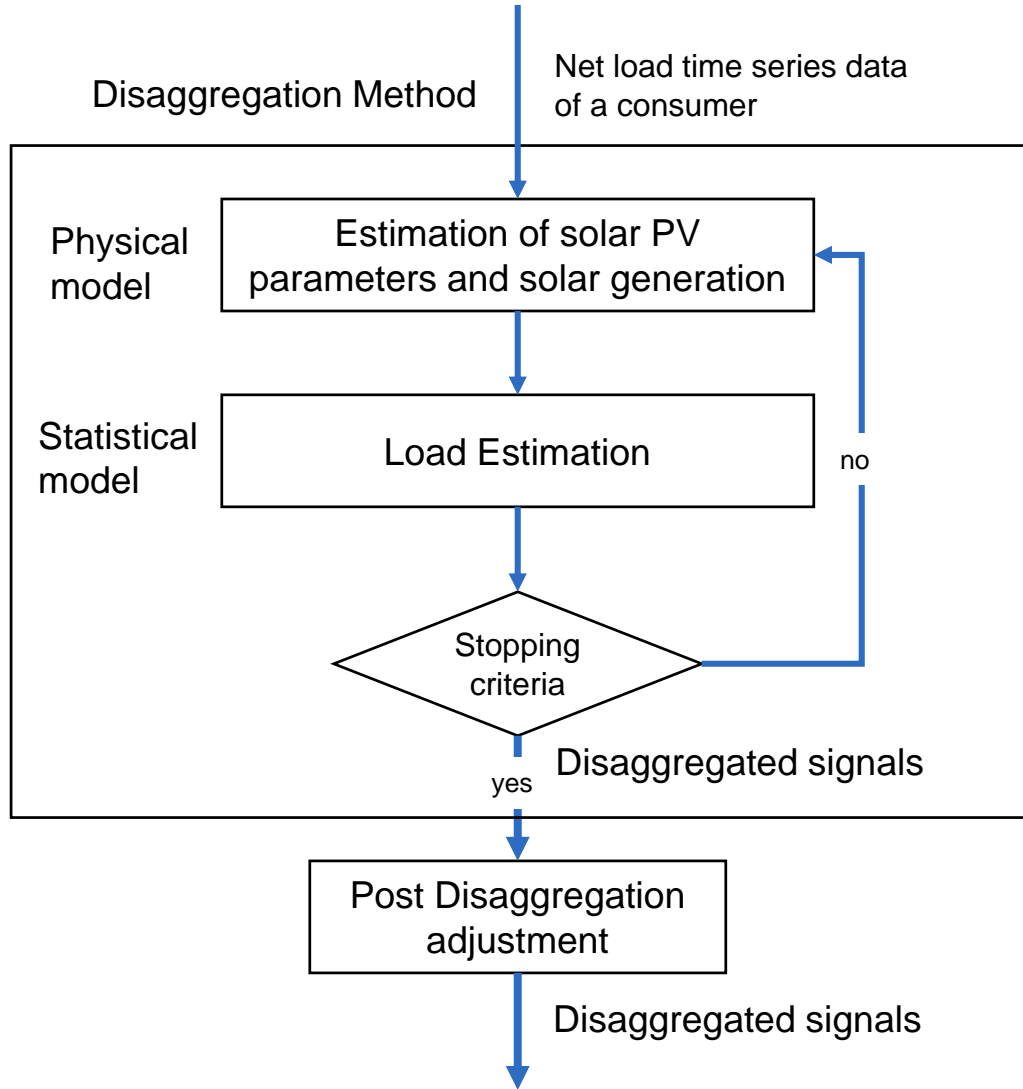 Net load time series data
of a consumer
Disaggregation Method
Physical
model
Estimation of solar PV
parameters and solar generation
Statistical
model
Load Estimation
no
Stopping
criteria
Disaggregated signals
yes
Post Disaggregation
adjustment
Disaggregated signals